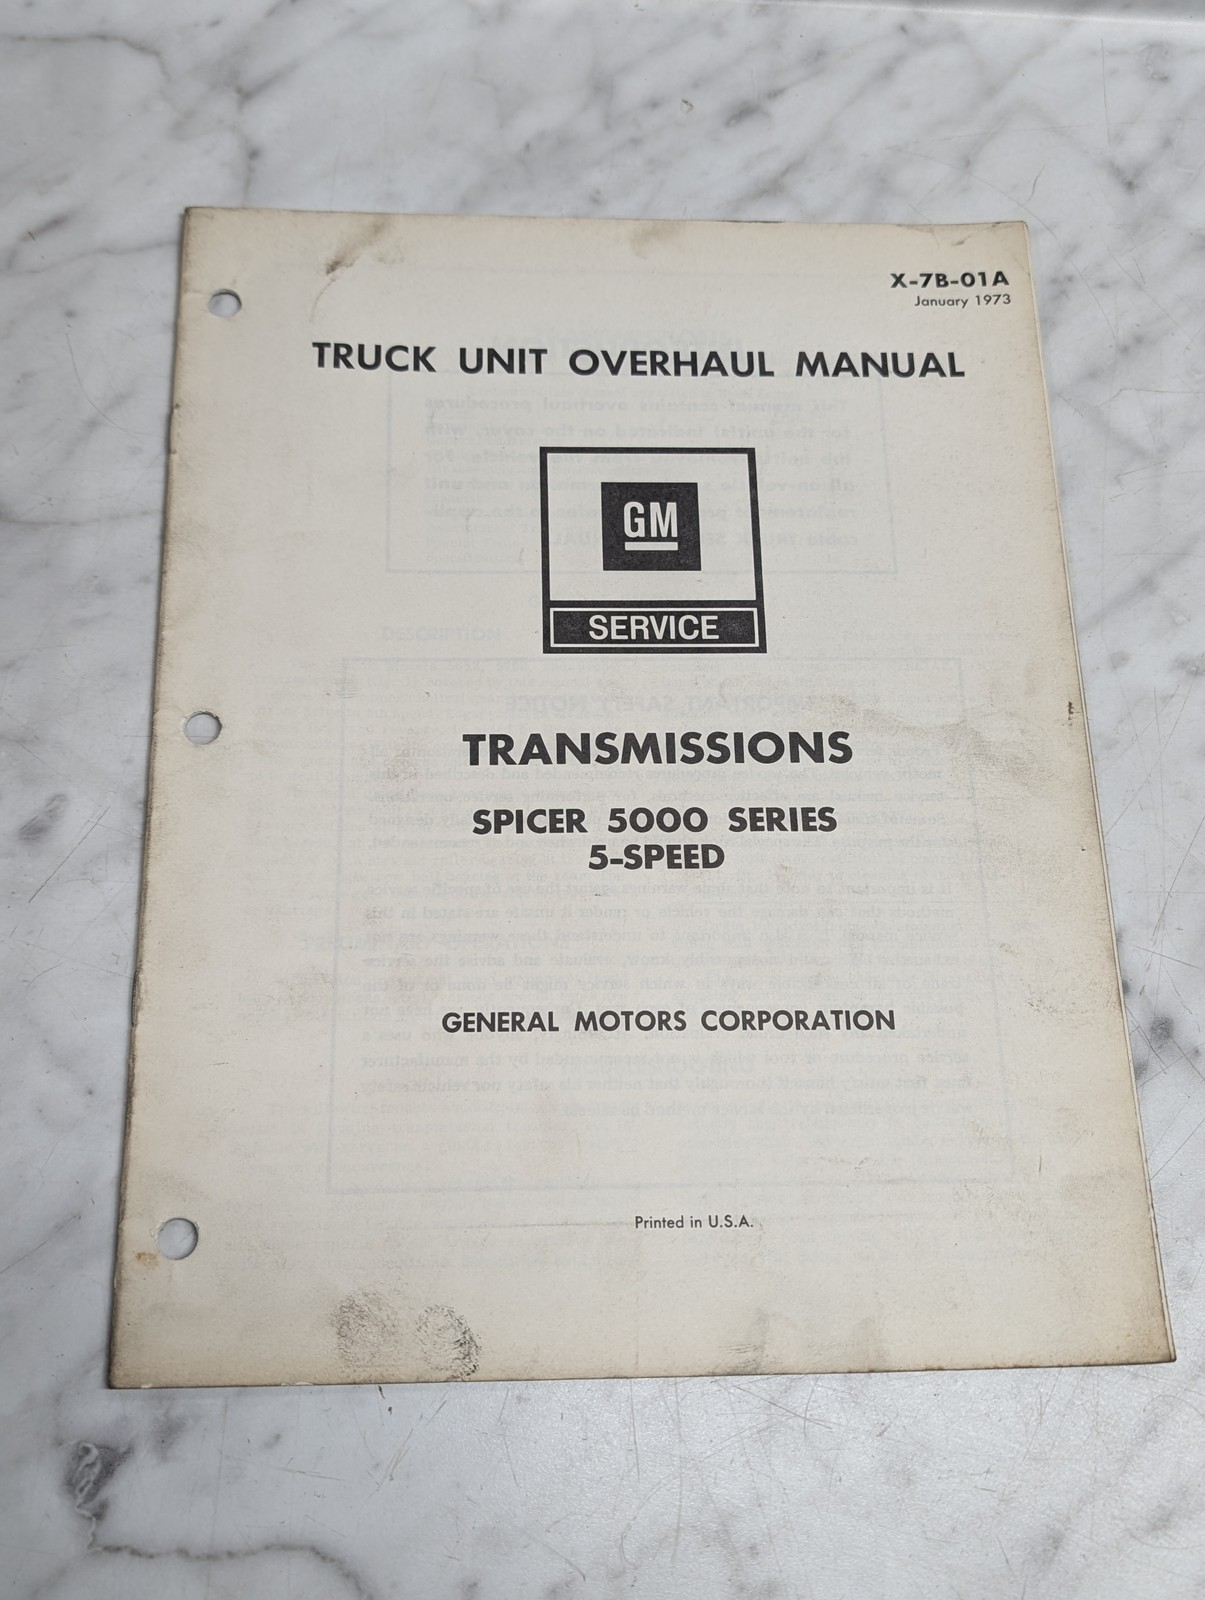 X-7B-01A
January 1973
TRUCK UNIT OVERHAUL MANUAL
GM
SERVICE
TRANSMISSIONS
SPICER 5000 SERIES
5-SPEED
GENERAL MOTORS CORPORATION
Printed in U.S.A.